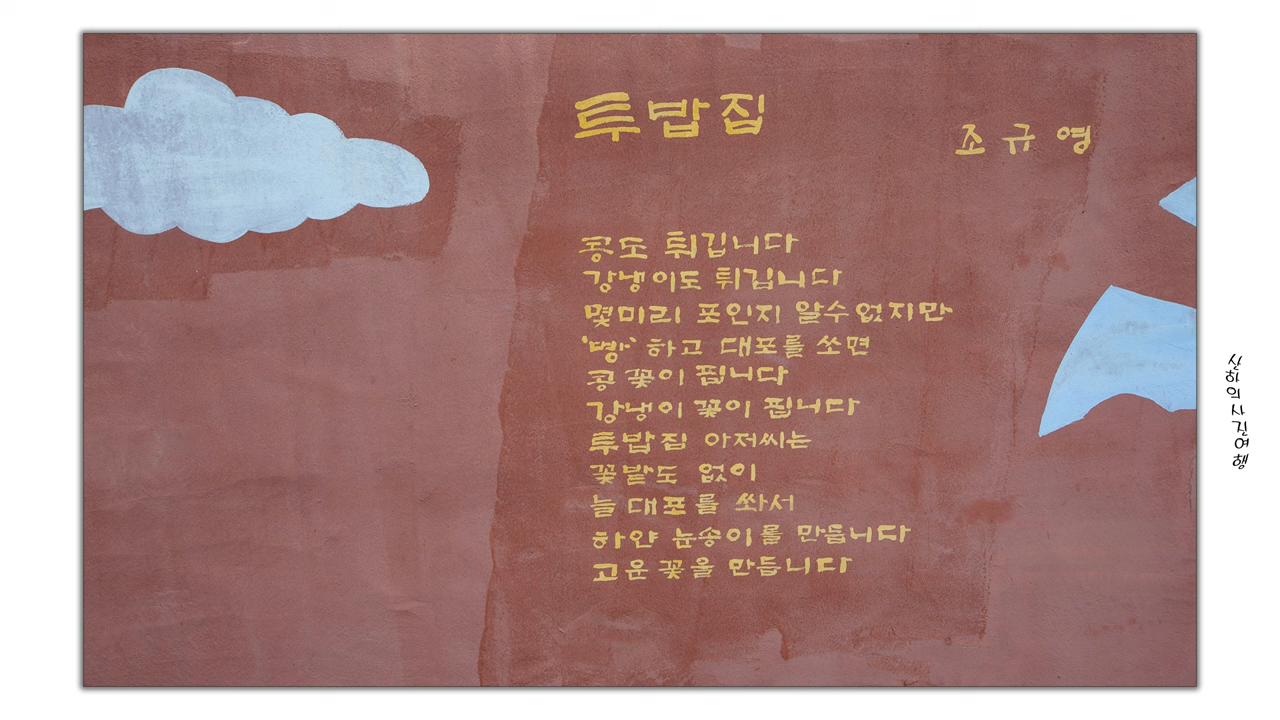 투밥집
조규영
콩도 튀깁니다
강냉이도 튀깁니다
몇미리 포인지 알수없지만
'뻥' 하고 대포를 쏘면
콩 꽃이 핍니다
강냉이 꽃이 핍니다
투밥집 아저씨는
꽃밭도 없이
늘 대포를 쏴서
하얀 눈송이를 만듭니다
고운 꽃을 만듭니다
산하의사진여행